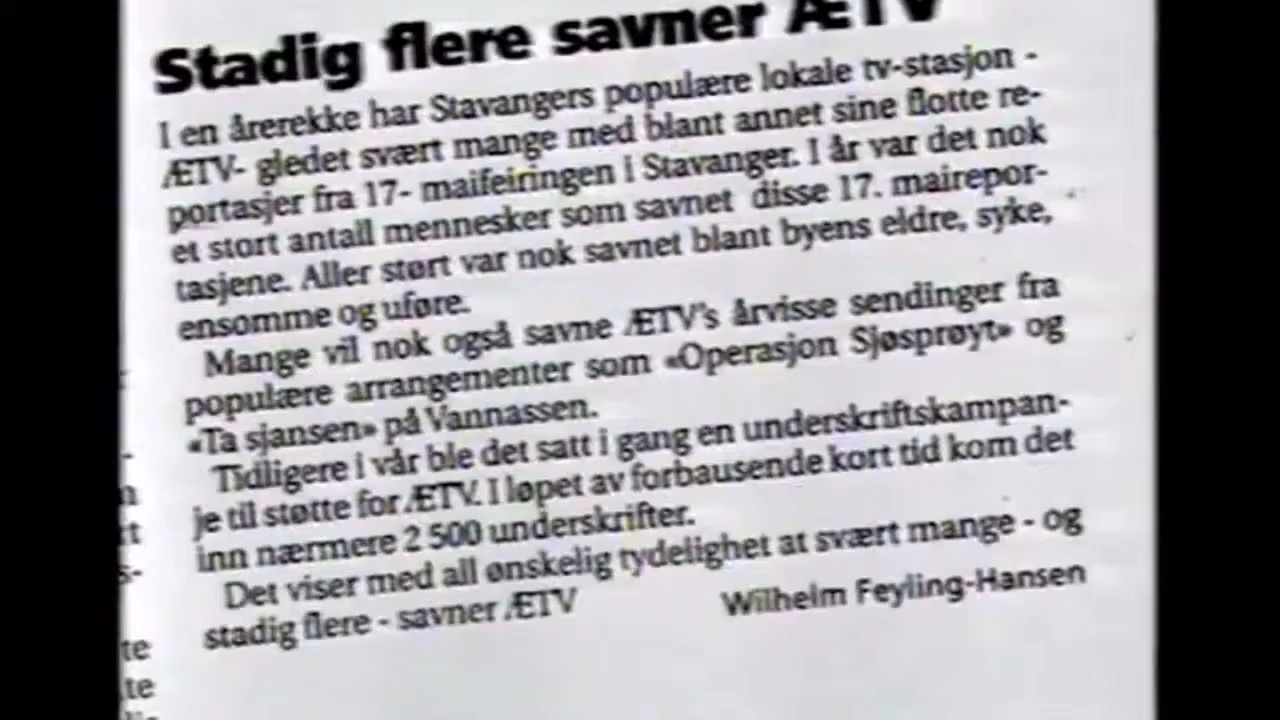 Stadig flere savner ÆTV
I en årerekke har Stavangers populære lokale tv-stasjon -
ÆTV- gledet svært mange med blant annet sine flotte re-
portasjer fra 17- maifeiringen i Stavanger. I år var det nok
et stort antall mennesker som savnet disse 17. mairepor-
tasjene. Aller størt var nok savnet blant byens eldre, syke,
ensomme og uføre.
Mange vil nok også savne ÆTV's årvisse sendinger fra
populære arrangementer som «Operasjon Sjøsprøyt» og
«Ta sjansen» på Vannassen.
Tidligere i vår ble det satt i gang en underskriftskampan-
je til støtte for ÆTV. I løpet av forbausende kort tid kom det
inn nærmere 2 500 underskrifter.
Det viser med all ønskelig tydelighet at svært mange - og
stadig flere - savner ÆTV
Wilhelm Feyling-Hansen
te
te